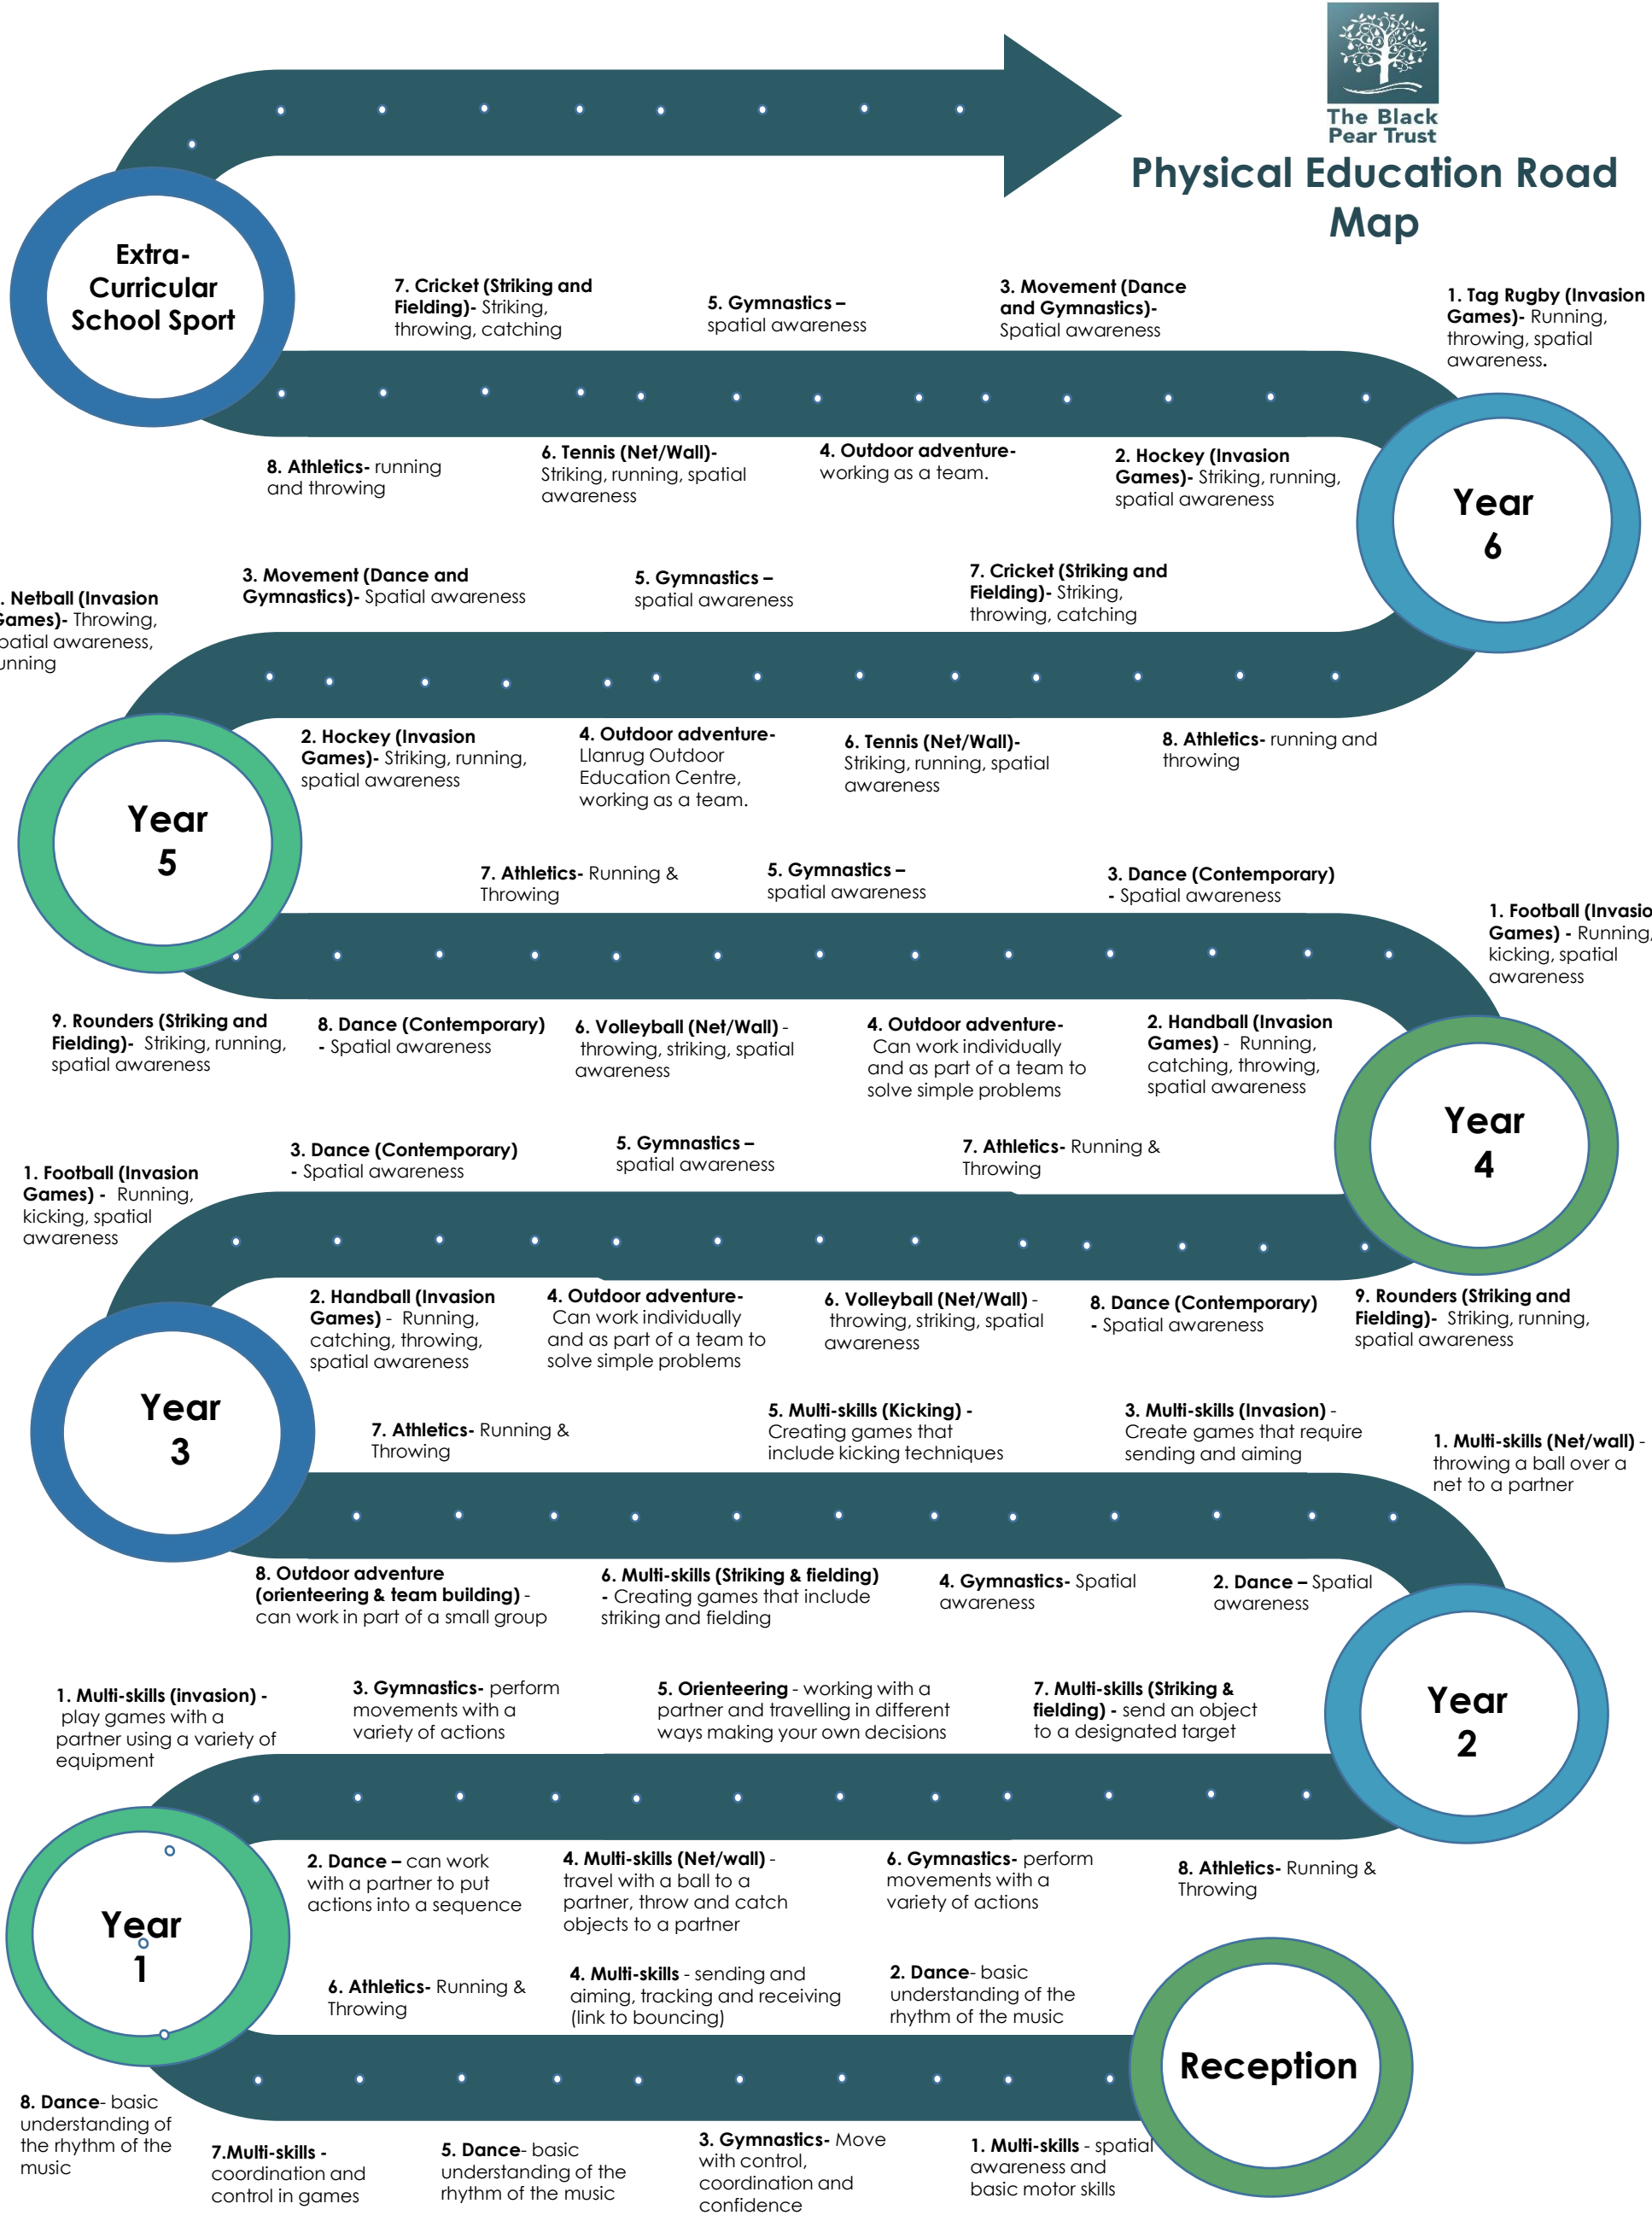 The Black
Pear Trust
Physical Education Road
Map
Extra-
Curricular
School Sport
7. Cricket (Striking and
Fielding)- Striking,
throwing, catching
5. Gymnastics –
spatial awareness
3. Movement (Dance
and Gymnastics)-
Spatial awareness
1. Tag Rugby (Invasion
Games)- Running,
throwing, spatial
awareness.
8. Athletics- running
and throwing
6. Tennis (Net/Wall)-
Striking, running, spatial
awareness
4. Outdoor adventure-
working as a team.
2. Hockey (Invasion
Games)- Striking, running,
spatial awareness
Year
6
. Netball (Invasion
Games)- Throwing,
patial awareness,
unning
3. Movement (Dance and
Gymnastics)- Spatial awareness
5. Gymnastics –
spatial awareness
7. Cricket (Striking and
Fielding)- Striking,
throwing, catching
2. Hockey (Invasion
Games)- Striking, running,
spatial awareness
4. Outdoor adventure-
Llanrug Outdoor
Education Centre,
working as a team.
6. Tennis (Net/Wall)-
Striking, running, spatial
awareness
8. Athletics- running and
throwing
Year
5
7. Athletics- Running &
Throwing
5. Gymnastics –
spatial awareness
3. Dance (Contemporary)
- Spatial awareness
1. Football (Invasio
Games) - Running,
kicking, spatial
awareness
9. Rounders (Striking and
Fielding)- Striking, running,
spatial awareness
8. Dance (Contemporary)
- Spatial awareness
6. Volleyball (Net/Wall) -
throwing, striking, spatial
awareness
4. Outdoor adventure-
Can work individually
and as part of a team to
solve simple problems
2. Handball (Invasion
Games) - Running,
catching, throwing,
spatial awareness
Year
4
1. Football (Invasion
Games) - Running,
kicking, spatial
awareness
3. Dance (Contemporary)
- Spatial awareness
5. Gymnastics –
spatial awareness
7. Athletics- Running &
Throwing
2. Handball (Invasion
Games) - Running,
catching, throwing,
spatial awareness
4. Outdoor adventure-
Can work individually
and as part of a team to
solve simple problems
6. Volleyball (Net/Wall) -
throwing, striking, spatial
awareness
8. Dance (Contemporary)
- Spatial awareness
9. Rounders (Striking and
Fielding)- Striking, running,
spatial awareness
Year
3
7. Athletics- Running &
Throwing
5. Multi-skills (Kicking) -
Creating games that
include kicking techniques
3. Multi-skills (Invasion) -
Create games that require
sending and aiming
1. Multi-skills (Net/wall) -
throwing a ball over a
net to a partner
8. Outdoor adventure
(orienteering & team building) -
can work in part of a small group
6. Multi-skills (Striking & fielding)
- Creating games that include
striking and fielding
4. Gymnastics- Spatial
awareness
2. Dance – Spatial
awareness
Year
2
1. Multi-skills (invasion) -
play games with a
partner using a variety of
equipment
3. Gymnastics- perform
movements with a
variety of actions
5. Orienteering - working with a
partner and travelling in different
ways making your own decisions
7. Multi-skills (Striking &
fielding) - send an object
to a designated target
2. Dance – can work
with a partner to put
actions into a sequence
4. Multi-skills (Net/wall) -
travel with a ball to a
partner, throw and catch
objects to a partner
6. Gymnastics- perform
movements with a
variety of actions
8. Athletics- Running &
Throwing
Year
1
6. Athletics- Running &
Throwing
4. Multi-skills - sending and
aiming, tracking and receiving
(link to bouncing)
2. Dance- basic
understanding of the
rhythm of the music
Reception
8. Dance- basic
understanding of
the rhythm of the
music
7.Multi-skills -
coordination and
control in games
5. Dance- basic
understanding of the
rhythm of the music
3. Gymnastics- Move
with control,
coordination and
confidence
1. Multi-skills - spatial
awareness and
basic motor skills